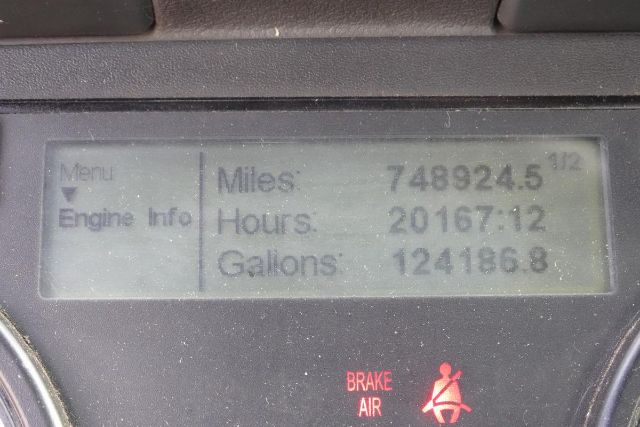 Menu
Engine Info
1/2
Miles: 748924.5
Hours: 20167:12
Gallons: 124186.8
BRAKE
AIR